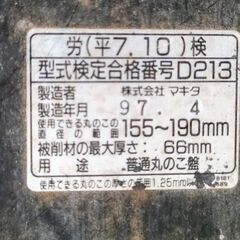 労(平7.10)検
型式検定合格番号D213
製造者 株式会社 マキタ
製造年月 97.4
使用できる丸のこの直径の範囲 155~190mm
被削材の最大厚さ: 66mm
用途 普通丸のこ盤
使用できる丸のこの厚さの範囲1.25mm